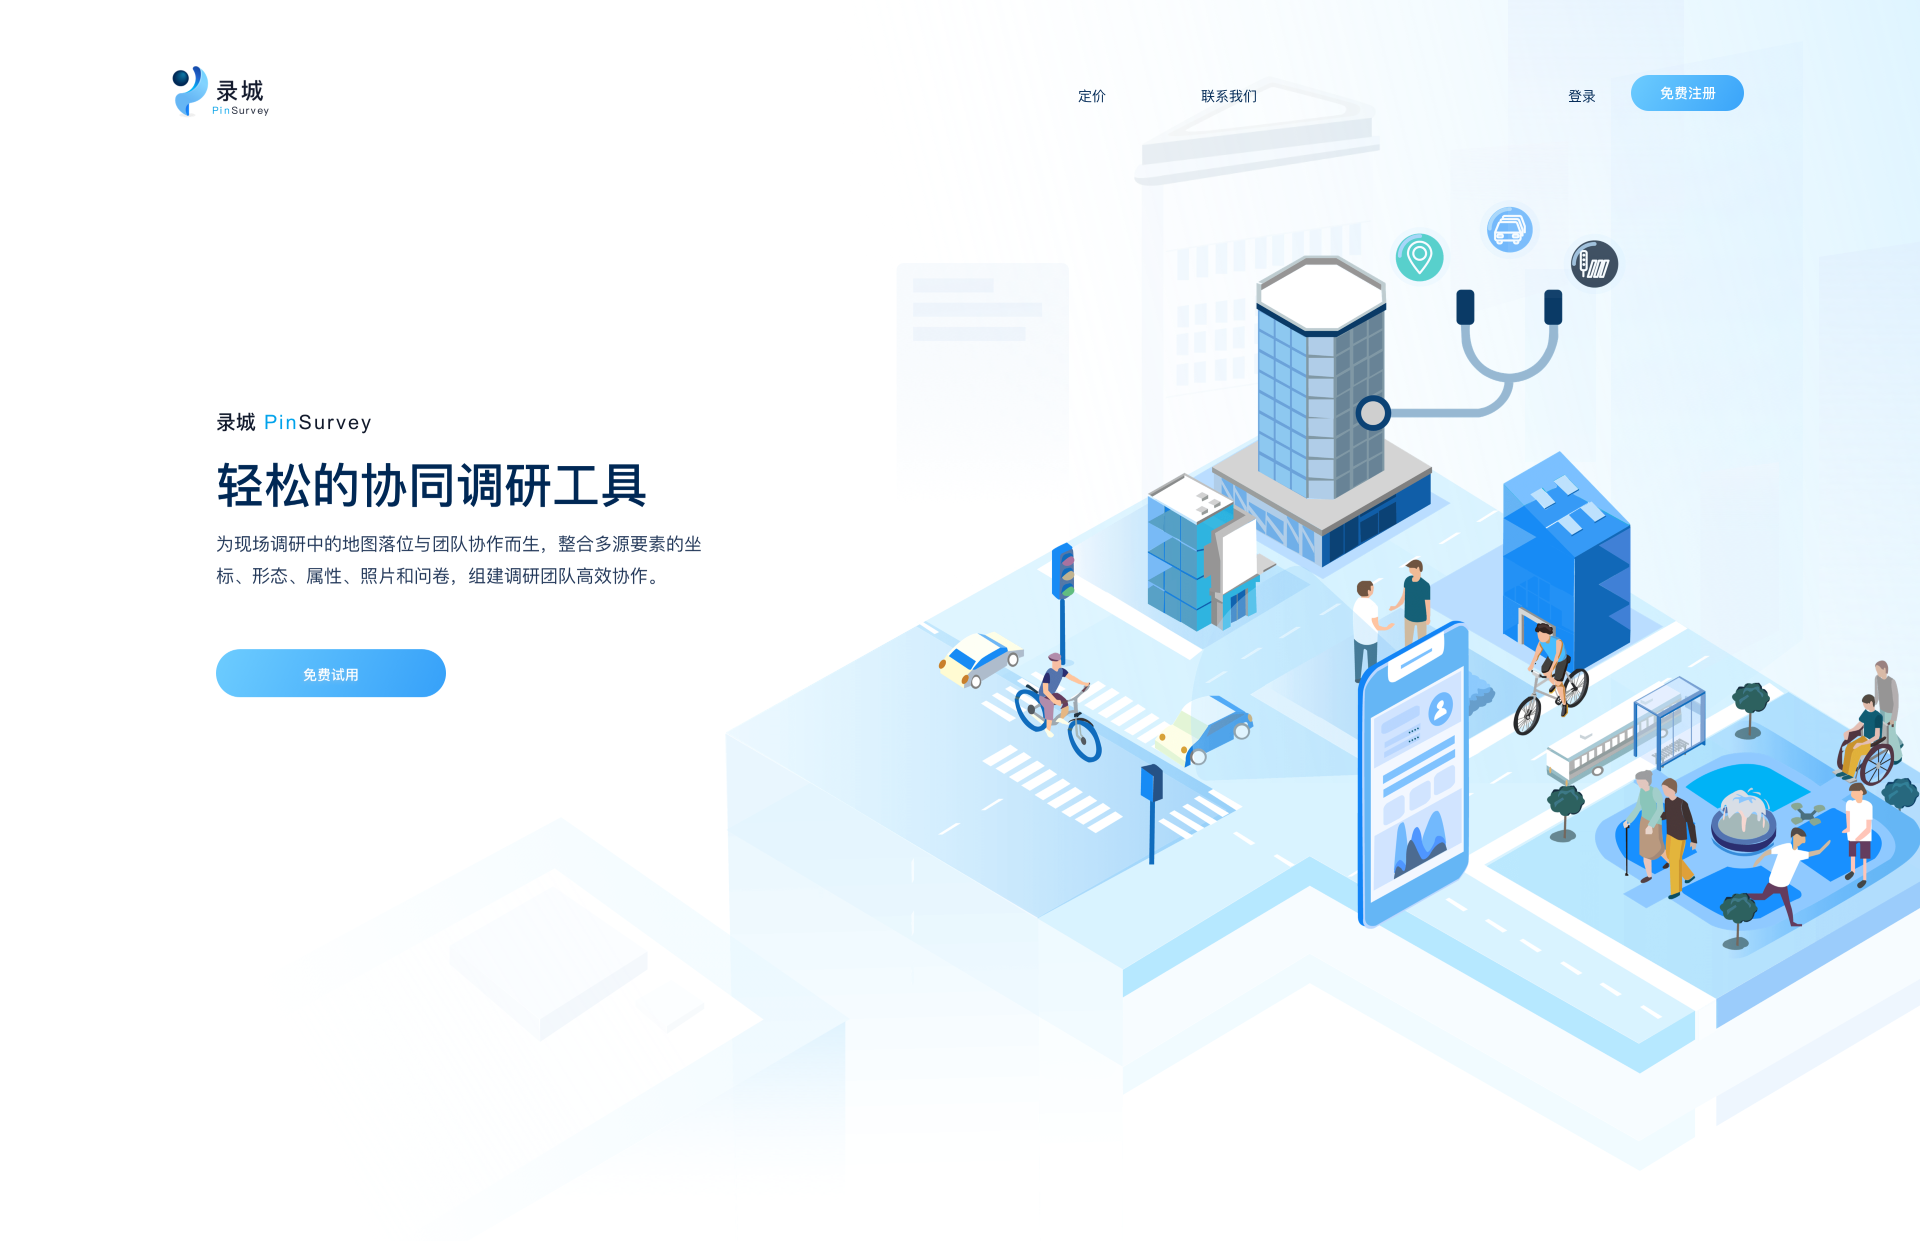 录城
PinSurvey
定价
联系我们
登录
免费注册
录城 PinSurvey
轻松的协同调研工具
为现场调研中的地图落位与团队协作而生，整合多源要素的坐
标、形态、属性、照片和问卷，组建调研团队高效协作。
免费试用